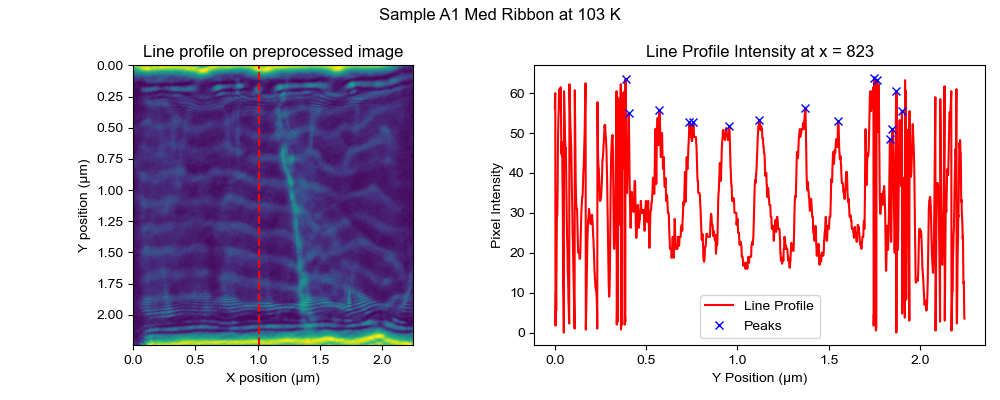 Sample A1 Med Ribbon at 103 K
Line profile on preprocessed image
0.00
0.25
0.50
0.75
1.00
1.25
1.50
1.75
2.00
Y position (μm)
0.0
0.5
1.0
1.5
2.0
X position (μm)
Line Profile Intensity at x = 823
60
50
40
30
20
10
0
Pixel Intensity
Line Profile
Peaks
0.0
0.5
1.0
1.5
2.0
Y Position (μm)